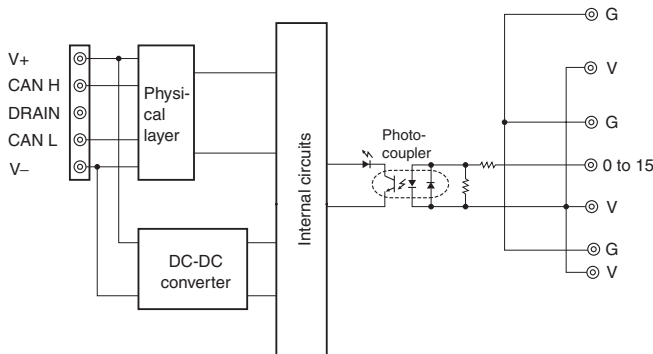 V+
CAN H
DRAIN
CAN L
V–
Physi-
cal
layer
DC-DC
converter
Internal circuits
Photo-
coupler
G
V
G
0 to 15
V
G
V